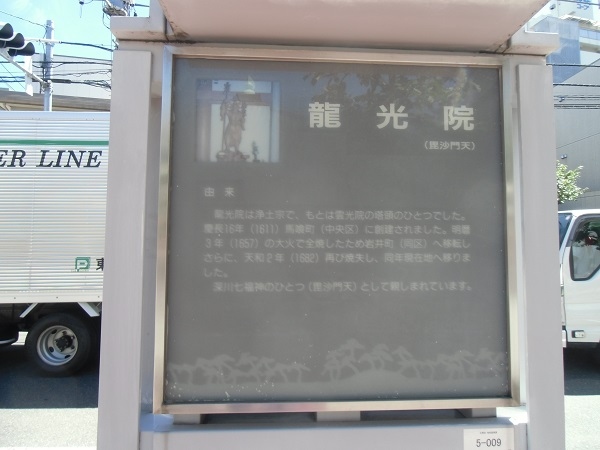 ER LINE
P 東
龍光院
(毘沙門天)
由来
龍光院は浄土宗で、もとは雲光院の塔頭のひとつでした。
慶長16年(1611)馬喰町(中央区)に創建されました。明暦
3年(1657)の大火で全焼したため岩井町(同区)へ移転し
さらに、天和2年(1682)再び焼失し、同年現在地へ移りま
した。
深川七福神のひとつ(毘沙門天)として親しまれています。
5-009